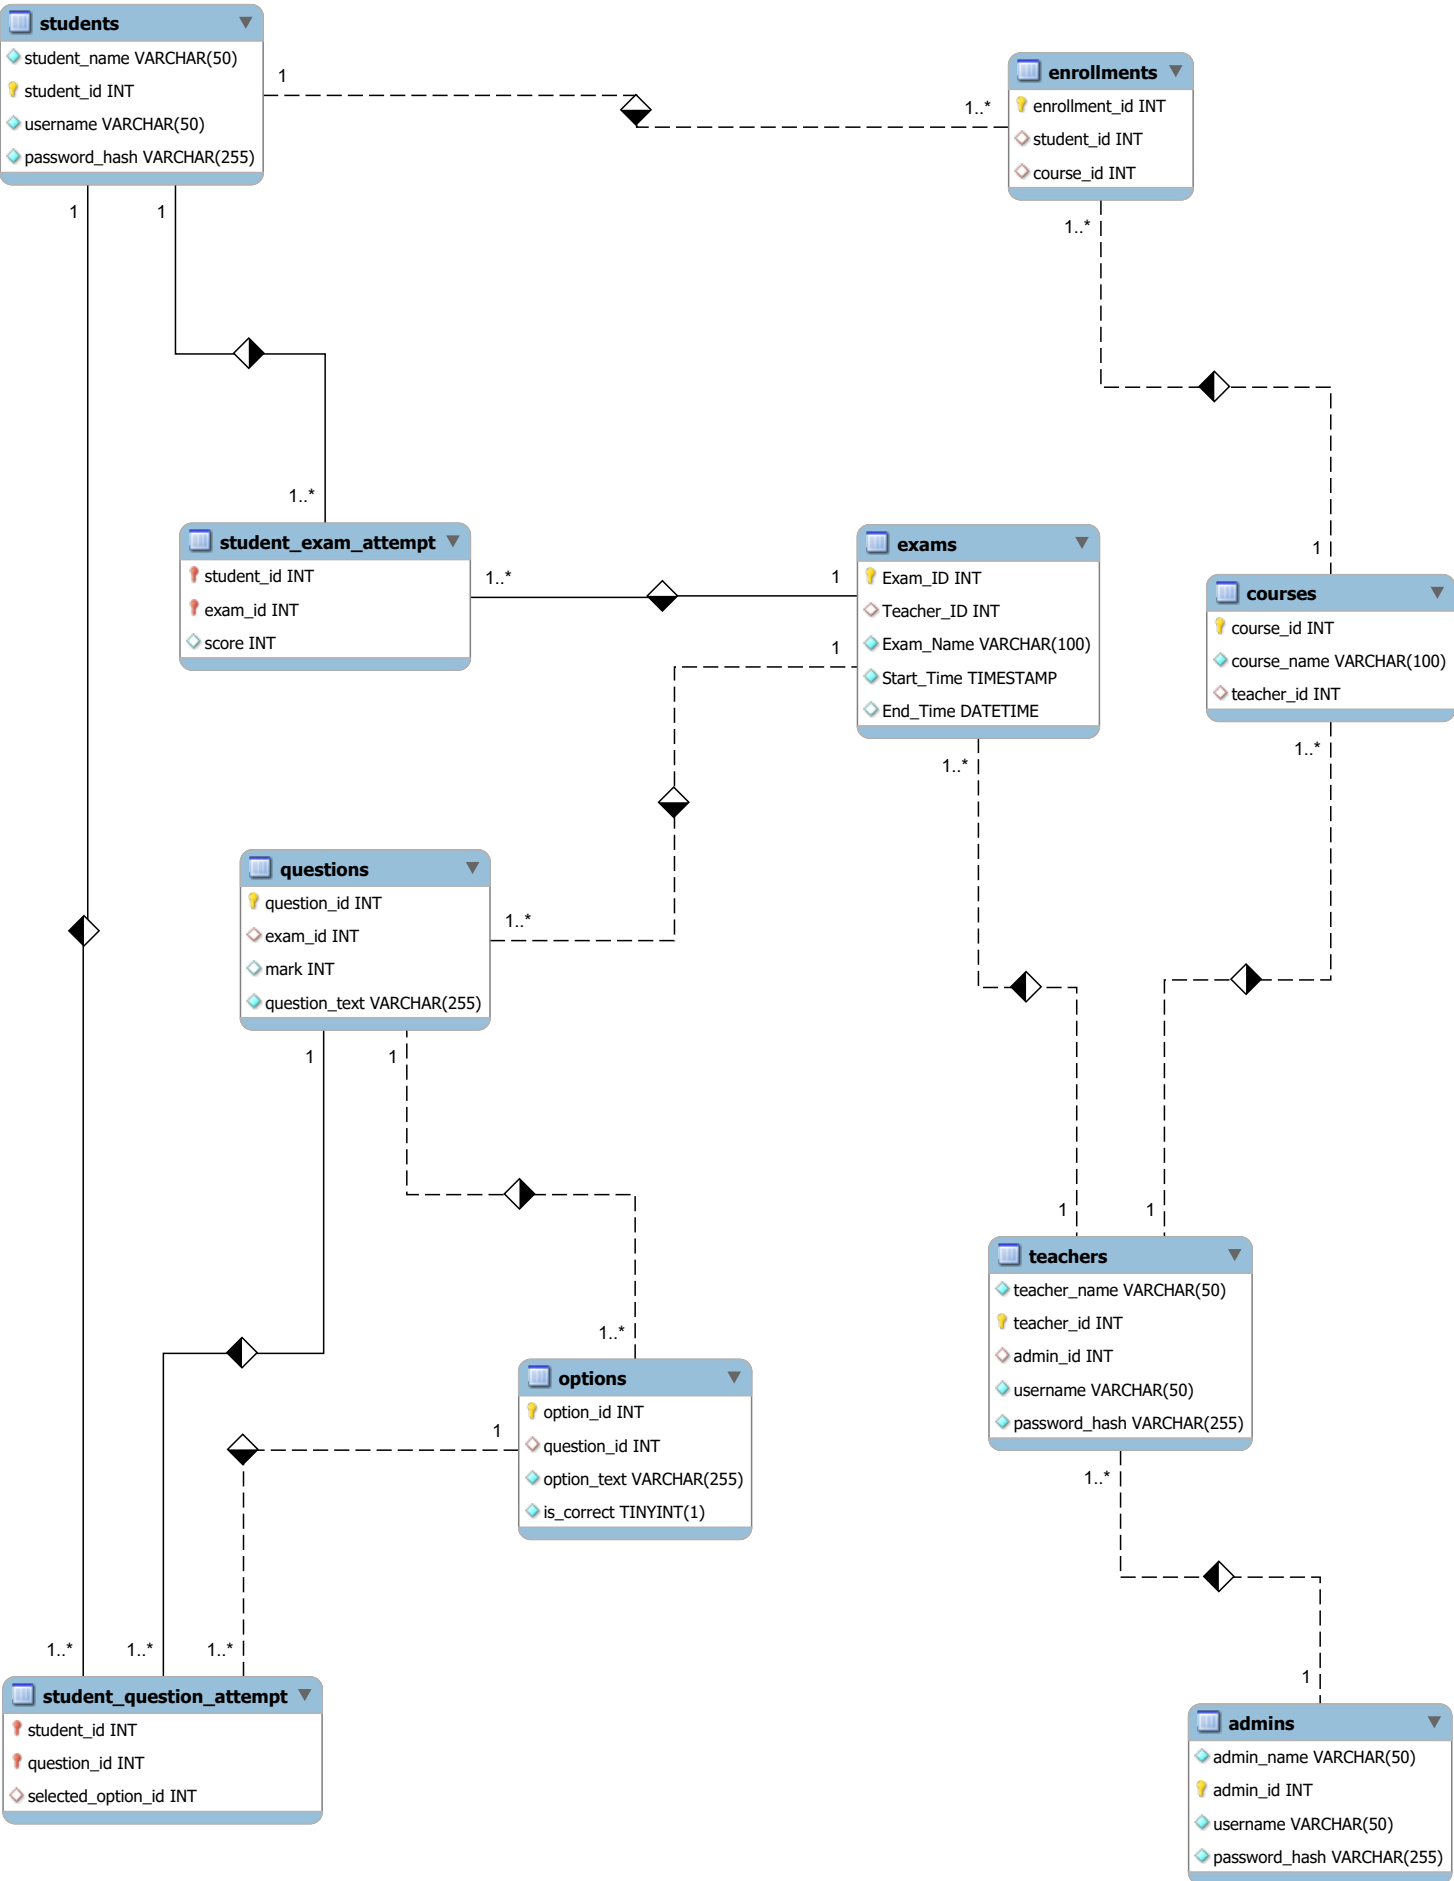 students
student_name VARCHAR(50)
student_id INT
username VARCHAR(50)
password_hash VARCHAR(255)
1
1..*
enrollments
enrollment_id INT
student_id INT
course_id INT
1
1
1..*
1..*
1
student_exam_attempt
student_id INT
exam_id INT
score INT
1..*
1
1
exams
Exam_ID INT
Teacher_ID INT
Exam_Name VARCHAR(100)
Start_Time TIMESTAMP
End_Time DATETIME
courses
course_id INT
course_name VARCHAR(100)
teacher_id INT
1..*
1..*
questions
question_id INT
exam_id INT
mark INT
question_text VARCHAR(255)
1..*
1
1
1
1
teachers
teacher_name VARCHAR(50)
teacher_id INT
admin_id INT
username VARCHAR(50)
password_hash VARCHAR(255)
1..*
options
option_id INT
question_id INT
option_text VARCHAR(255)
is_correct TINYINT(1)
1
1..*
1..*
1..*
1..*
1
student_question_attempt
student_id INT
question_id INT
selected_option_id INT
admins
admin_name VARCHAR(50)
admin_id INT
username VARCHAR(50)
password_hash VARCHAR(255)